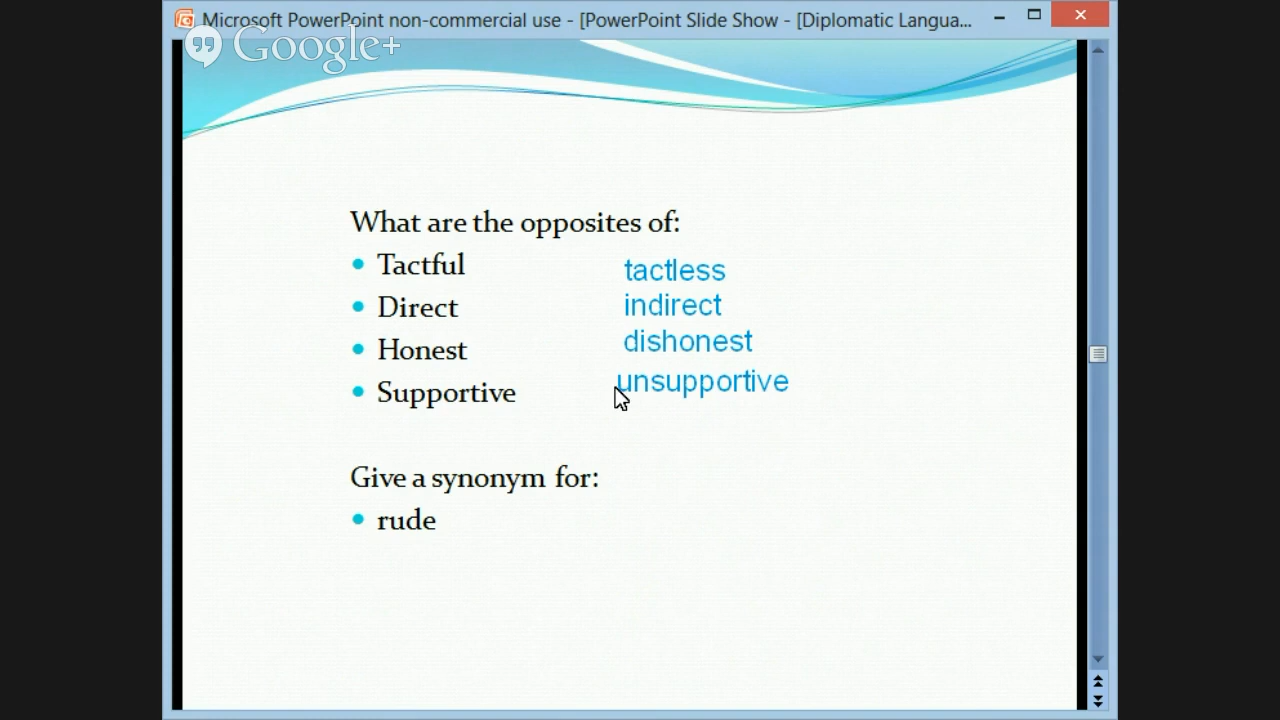 Microsoft PowerPoint non-commercial use - [PowerPoint Slide Show - [Diplomatic Langua...
Google+
What are the opposites of:
Tactful tactless
Direct indirect
Honest dishonest
Supportive unsupportive
Give a synonym for:
rude